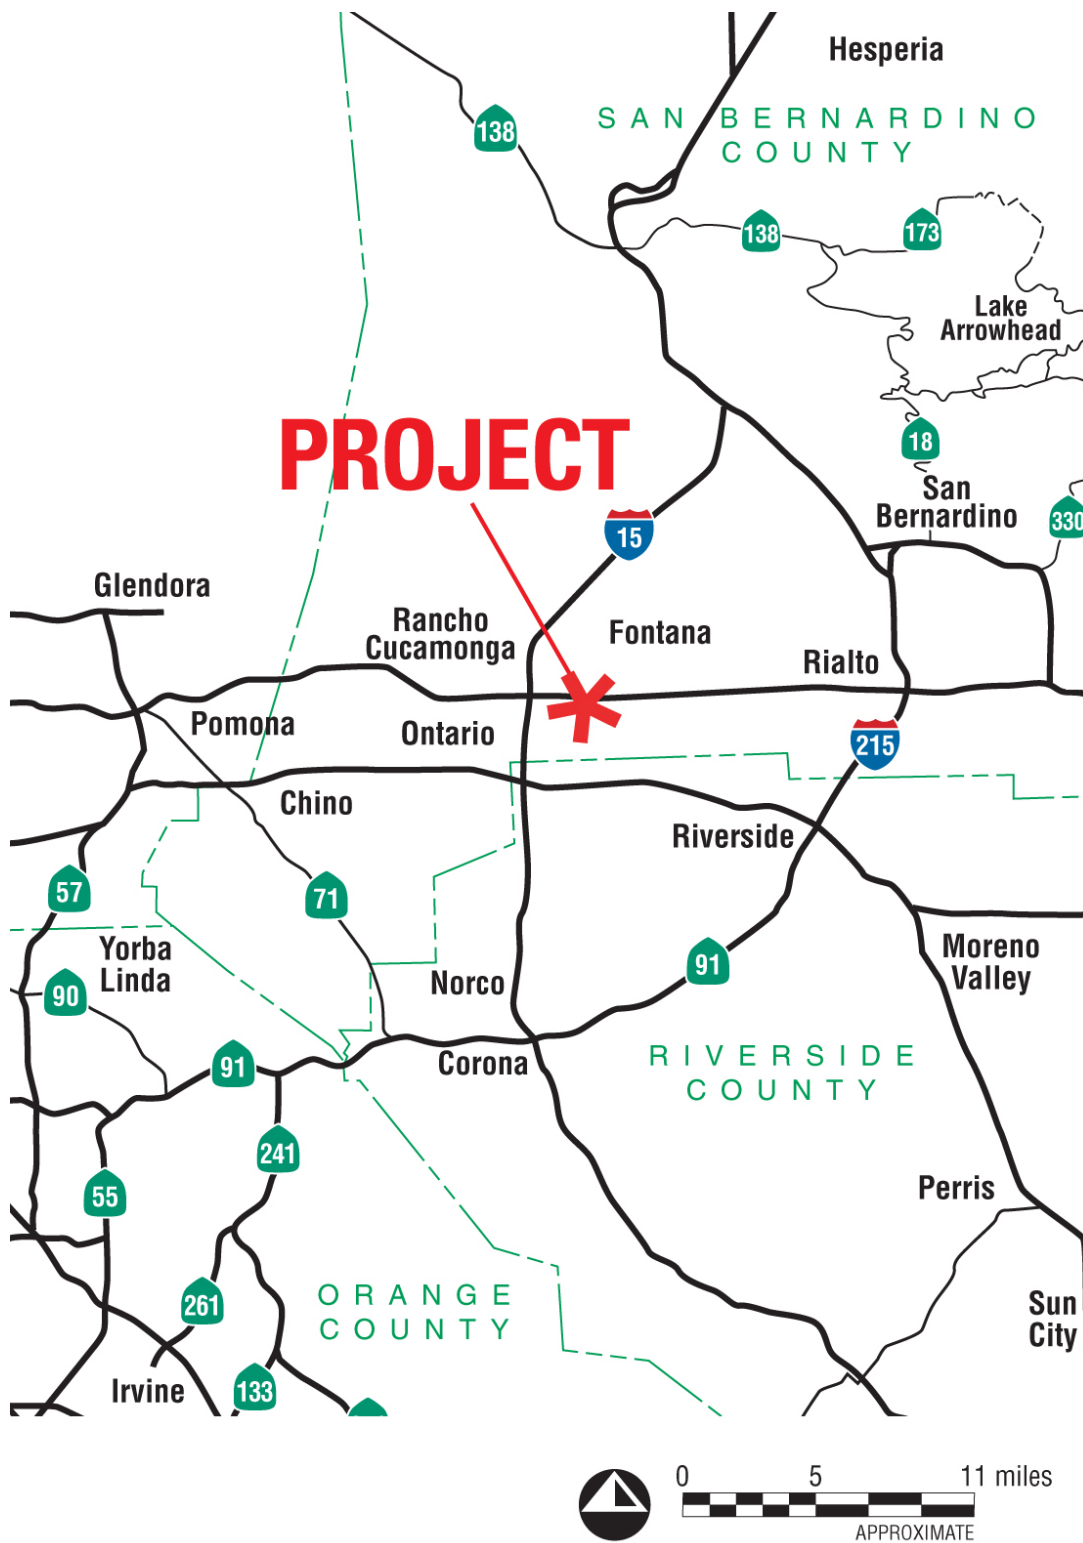 Hesperia
SAN BERNARDINO
COUNTY
138
138
173
Lake
Arrowhead
PROJECT
18
San
Bernardino
330
15
Glendora
Rancho
Cucamonga
Fontana
Rialto
Pomona
Ontario
215
Chino
Riverside
57
71
Yorba
Linda
90
Norco
91
Moreno
Valley
91
Corona
RIVERSIDE
COUNTY
241
55
Perris
261
ORANGE
COUNTY
Sun
City
Irvine
133
0 5 11 miles
APPROXIMATE